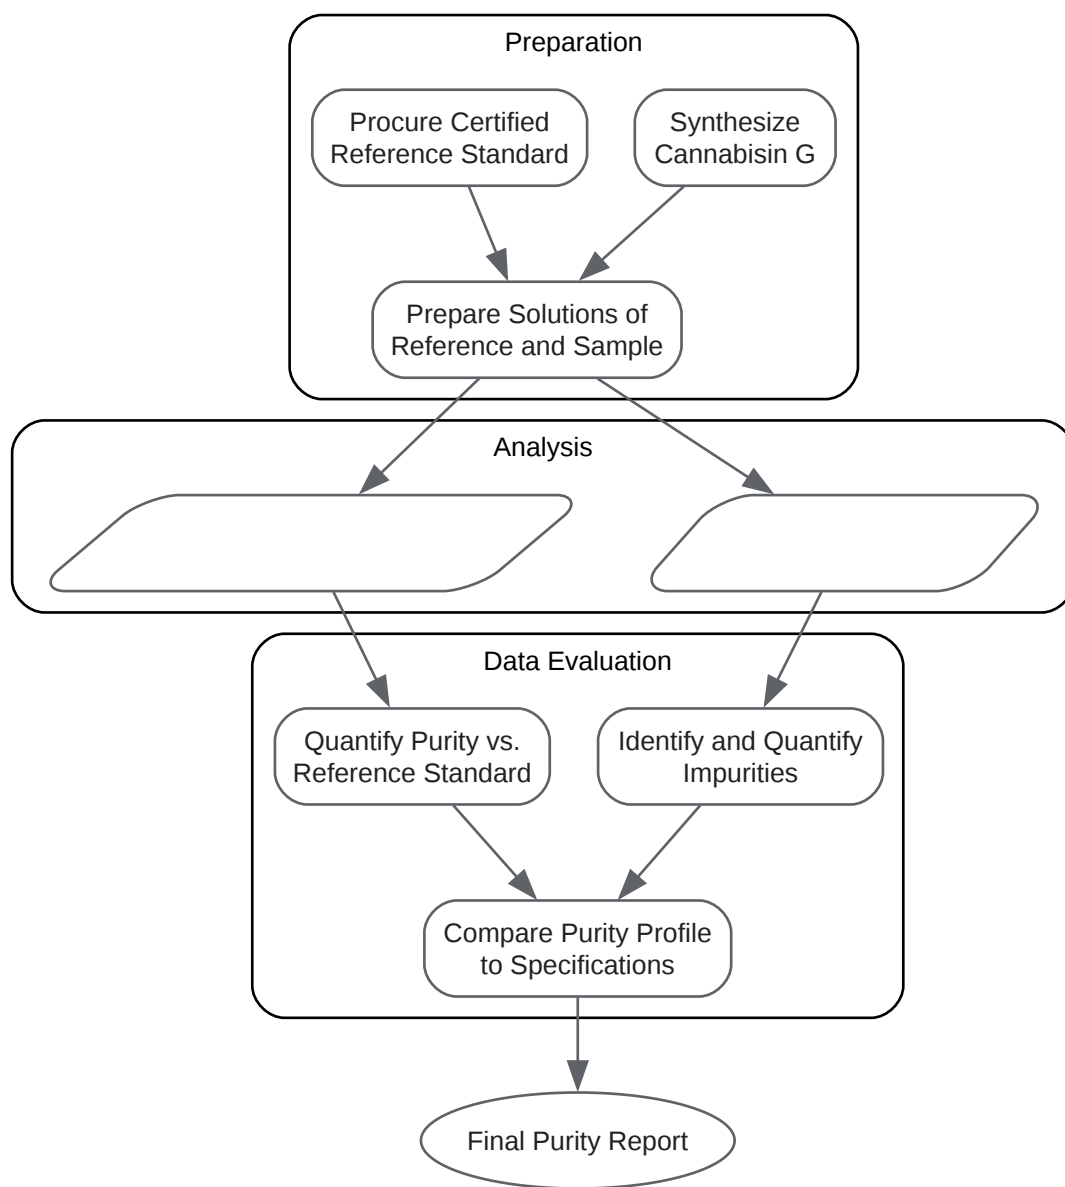 Preparation
Procure Certified
Reference Standard
Synthesize
Cannabisin G
Prepare Solutions of
Reference and Sample
Analysis
Data Evaluation
Quantify Purity vs.
Reference Standard
Identify and Quantify
Impurities
Compare Purity Profile
to Specifications
Final Purity Report